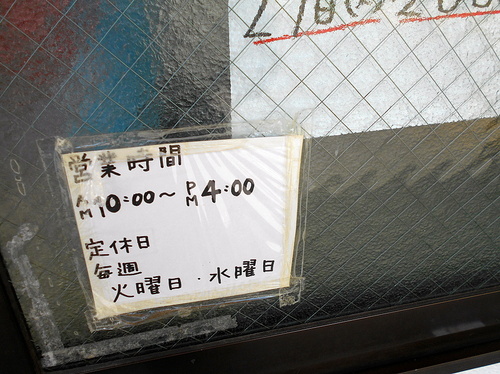 営業時間
AM10:00～PM4:00
定休日
毎週
火曜日・水曜日